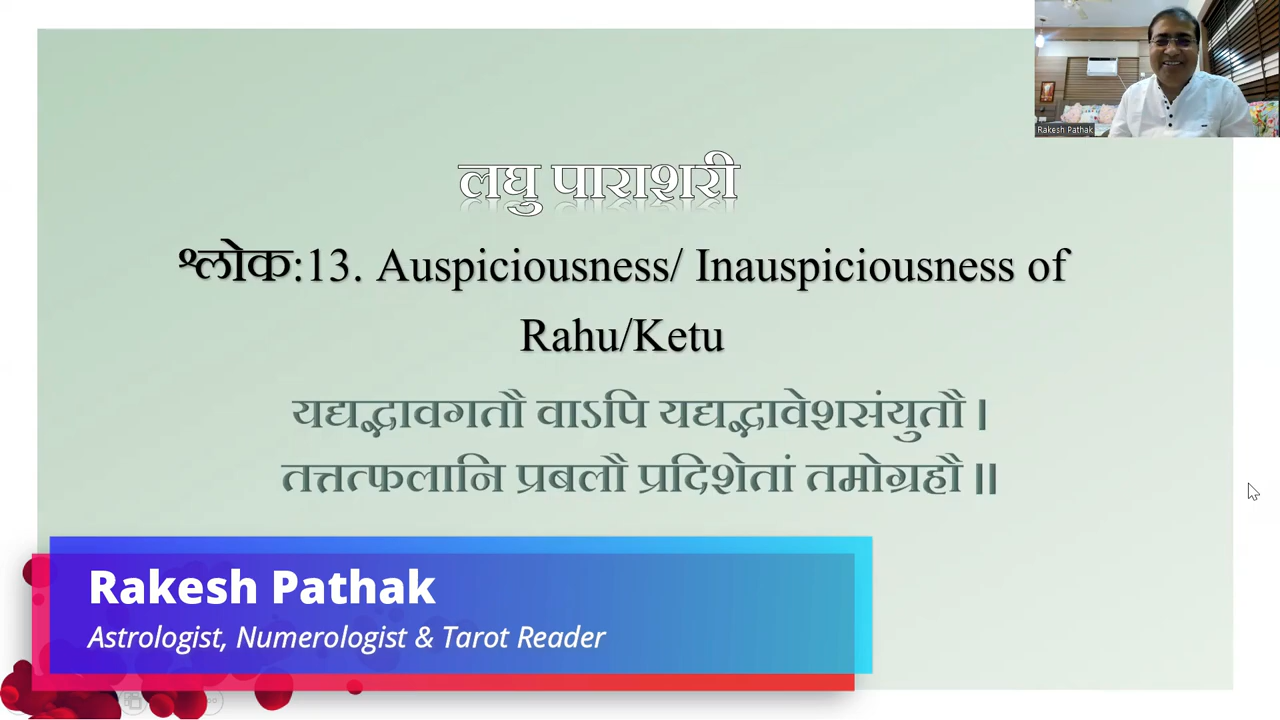 Rakesh Pathak
लघु पाराशरी
श्लोक:13. Auspiciousness/ Inauspiciousness of
Rahu/Ketu
यद्यद्भावगतौ वाऽपि यद्यद्भावेशसंयुतौ ।
तत्तत्फलानि प्रबलौ प्रदिशेतां तमोग्रहौ ॥
Rakesh Pathak
Astrologist, Numerologist & Tarot Reader